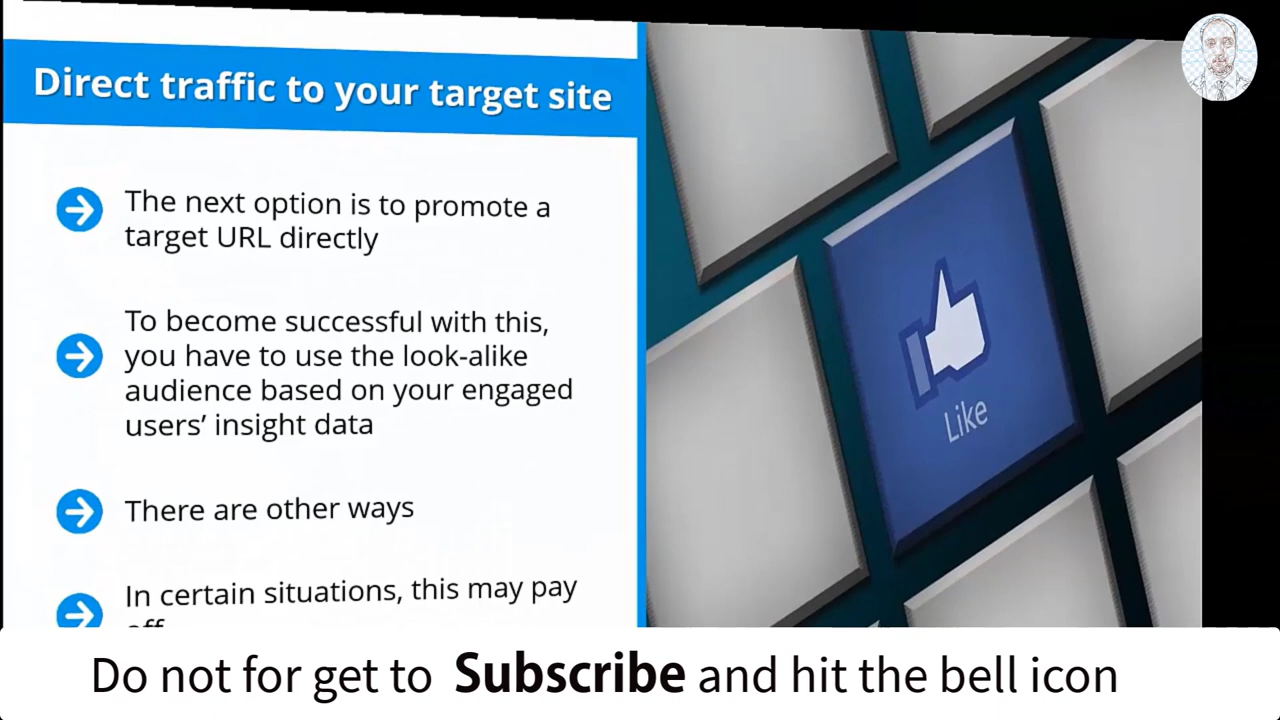 Direct traffic to your target site
The next option is to promote a
target URL directly
To become successful with this,
you have to use the look-alike
audience based on your engaged
users’ insight data
There are other ways
In certain situations, this may pay
off
Like
Do not for get to Subscribe and hit the bell icon